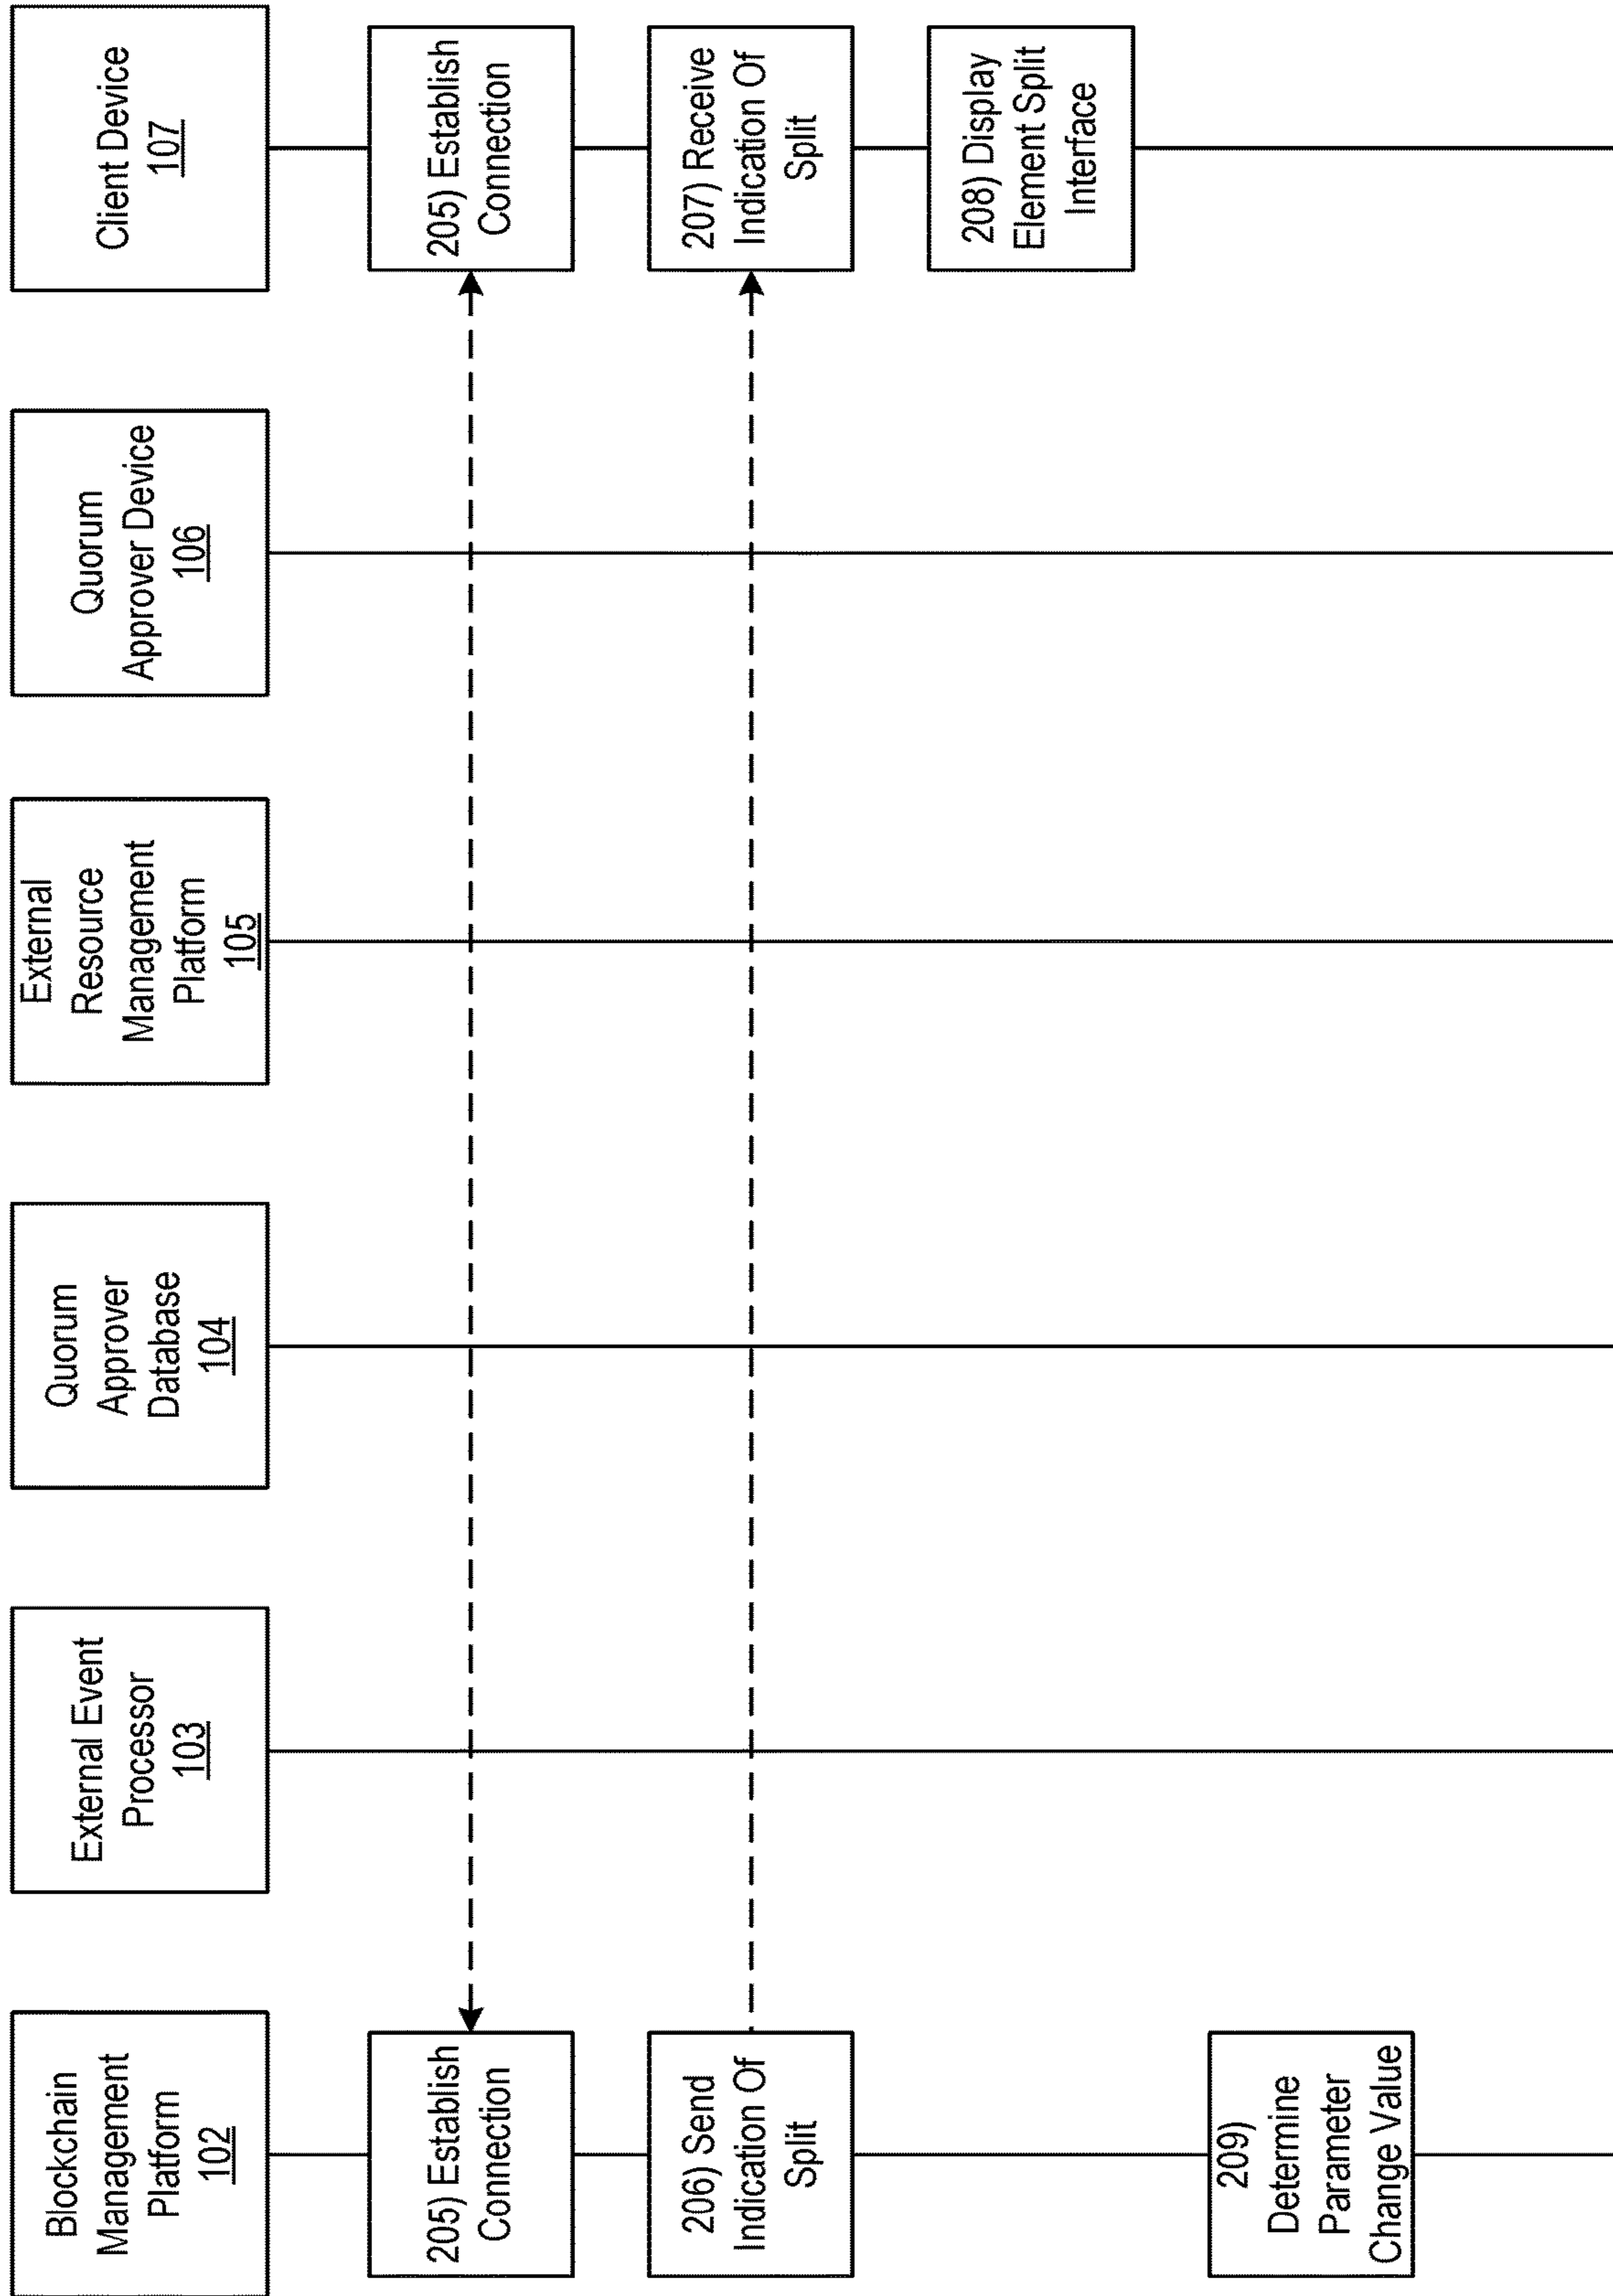 Blockchain
Management
Platform
102
External Event
Processor
103
Quorum
Approver
Database
104
External
Resource
Management
Platform
105
Quorum
Approver Device
106
Client Device
107
205) Establish
Connection
205) Establish
Connection
206) Send
Indication Of
Split
207) Receive
Indication Of
Split
208) Display
Element Split
Interface
209)
Determine
Parameter
Change Value